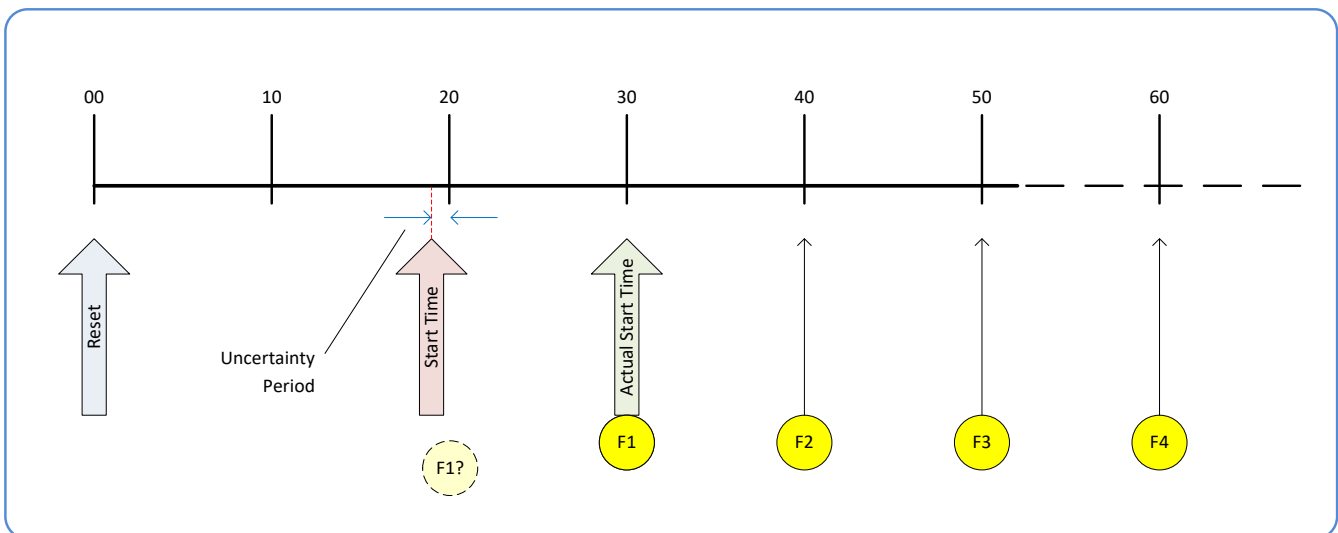 00 10 20 30 40 50 60
Reset
Start Time
Actual Start Time
Uncertainty
Period
F1 F2 F3 F4
F1?